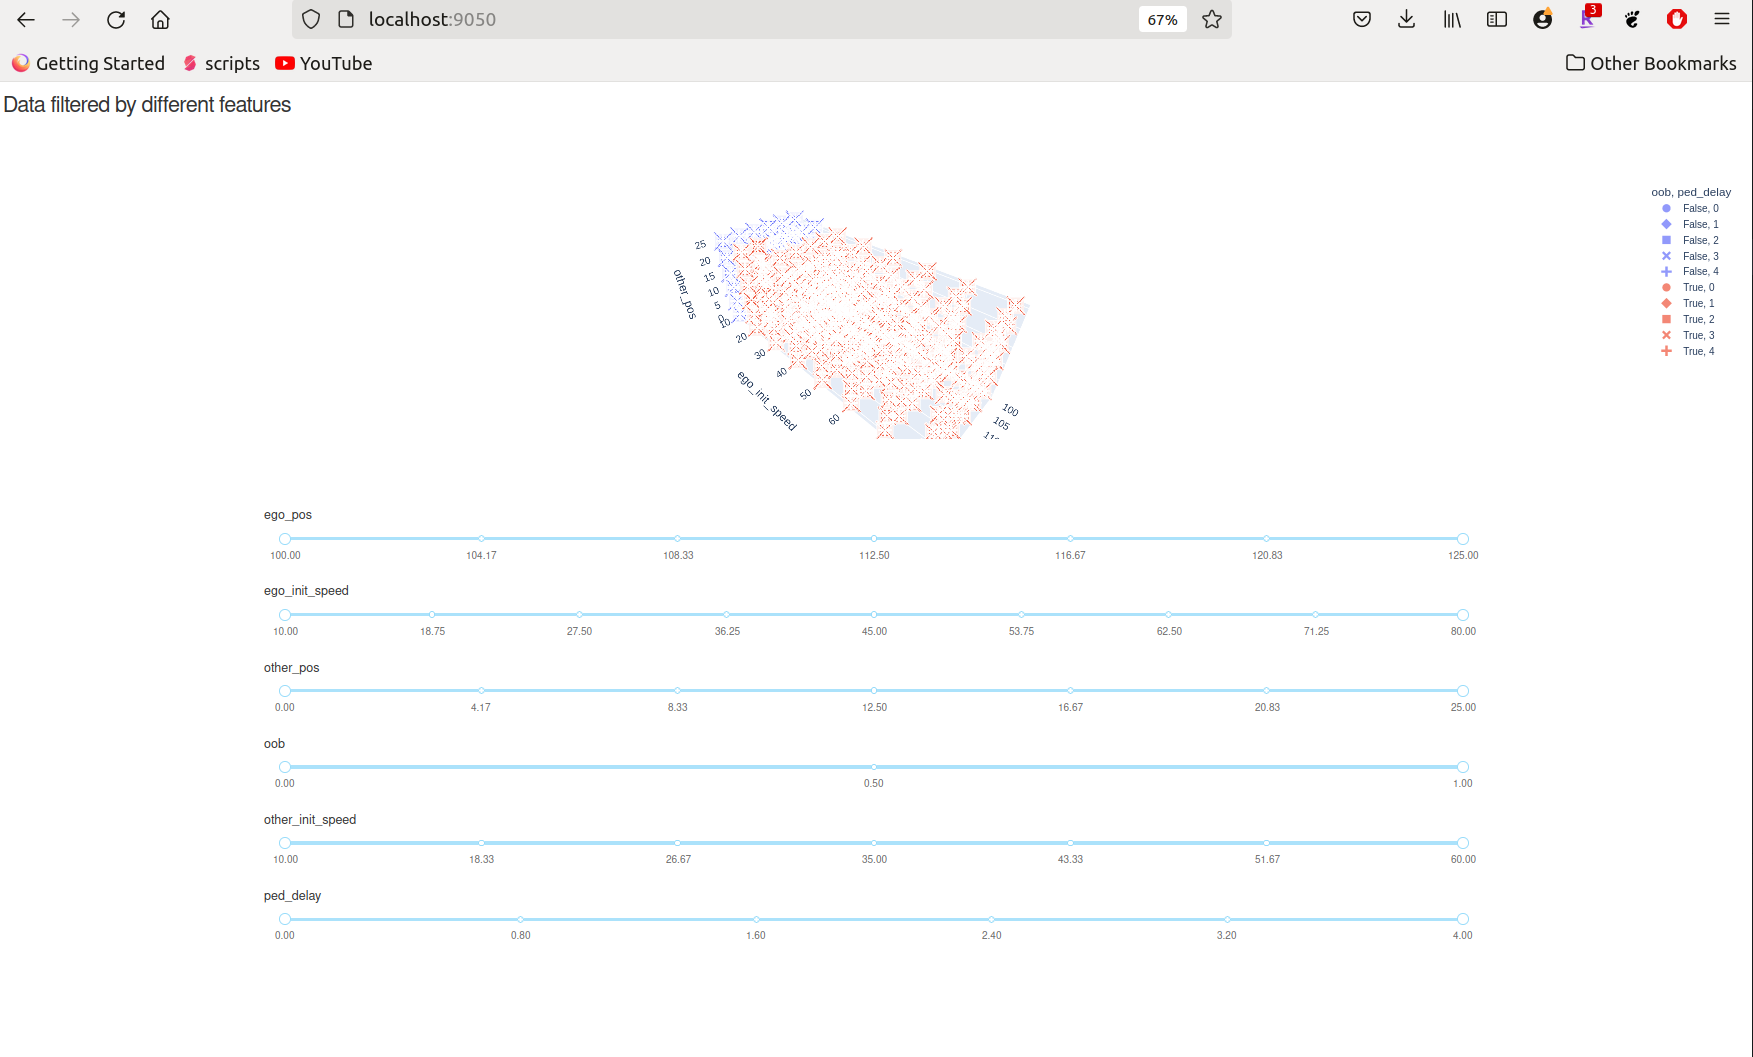 localhost:9050
67%
3
Getting Started
scripts
YouTube
Other Bookmarks
Data filtered by different features
oob, ped_delay
False, 0
False, 1
False, 2
False, 3
False, 4
True, 0
True, 1
True, 2
True, 3
True, 4
25
20
15
10
5
0
other_pos
10
20
30
40
50
60
ego_init_speed
100
105
ego_pos
100.00 104.17 108.33 112.50 116.67 120.83 125.00
ego_init_speed
10.00 18.75 27.50 36.25 45.00 53.75 62.50 71.25 80.00
other_pos
0.00 4.17 8.33 12.50 16.67 20.83 25.00
oob
0.00 0.50 1.00
other_init_speed
10.00 18.33 26.67 35.00 43.33 51.67 60.00
ped_delay
0.00 0.80 1.60 2.40 3.20 4.00